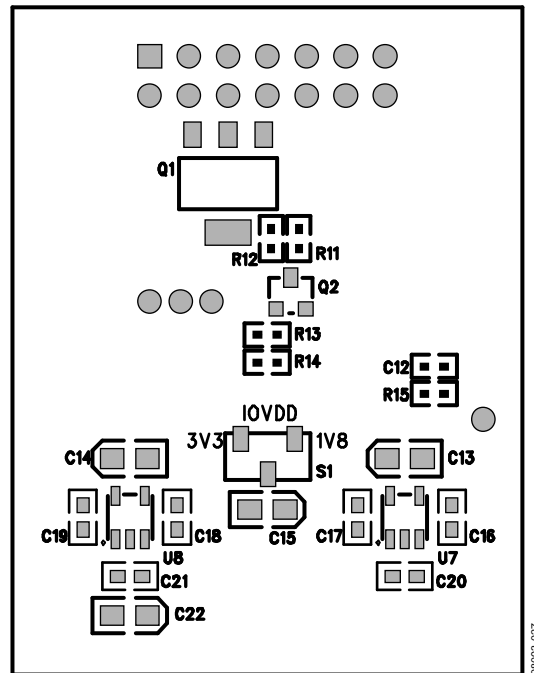 Q1
R12 R11
Q2
R13
R14
C12
R15
IOVDD
3V3 1V8
C14 S1 C13
C19 C18 C15 C17 C16
U8 U7
C21 C20
C22